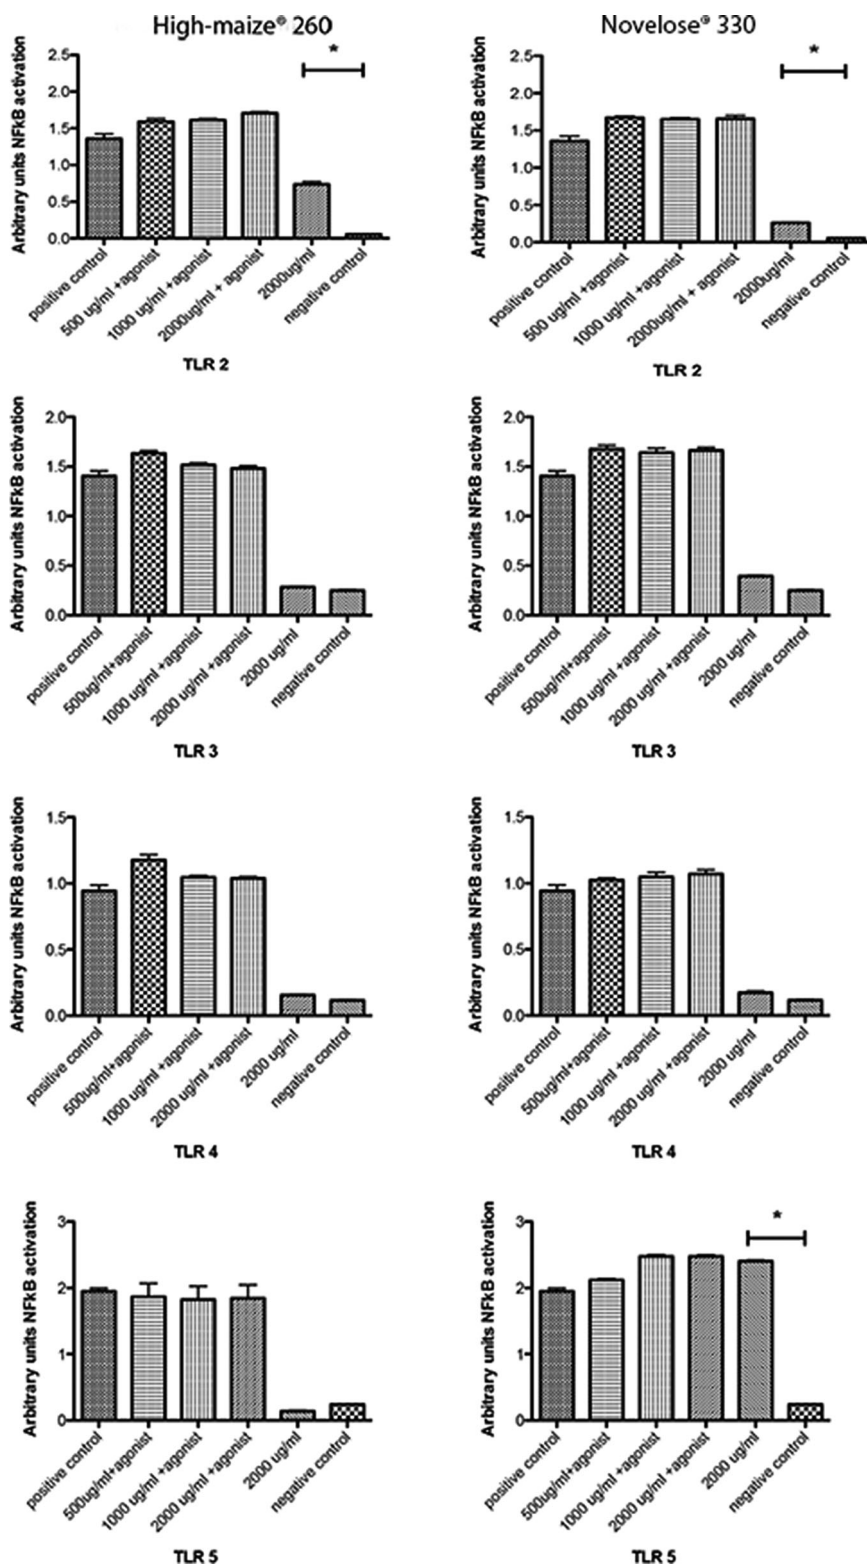 High-maize® 260
Novelose® 330
Arbitrary units NFkB activation
2.5
2.0
1.5
1.0
0.5
0.0
*
positive control
500 ug/ml +agonist
1000 ug/ml +agonist
2000ug/ml + agonist
2000ug/ml
negative control
TLR 2
Arbitrary units NFkB activation
2.5
2.0
1.5
1.0
0.5
0.0
*
positive control
500 ug/ml +agonist
1000 ug/ml +agonist
2000ug/ml + agonist
2000ug/ml
negative control
TLR 2
Arbitrary units NFkB activation
2.0
1.5
1.0
0.5
0.0
positive control
500ug/ml+agonist
1000 ug/ml +agonist
2000 ug/ml +agonist
2000 ug/ml
negative control
TLR 3
Arbitrary units NFkB activation
2.0
1.5
1.0
0.5
0.0
positive control
500ug/ml+agonist
1000 ug/ml +agonist
2000 ug/ml +agonist
2000 ug/ml
negative control
TLR 3
Arbitrary units NFkB activation
1.5
1.0
0.5
0.0
positive control
500ug/ml+agonist
1000 ug/ml +agonist
2000 ug/ml +agonist
2000 ug/ml
negative control
TLR 4
Arbitrary units NFkB activation
1.5
1.0
0.5
0.0
positive control
500ug/ml+agonist
1000 ug/ml +agonist
2000 ug/ml +agonist
2000 ug/ml
negative control
TLR 4
Arbitrary units NFkB activation
3
2
1
0
positive control
500ug/ml+agonist
1000 ug/ml +agonist
2000 ug/ml +agonist
2000 ug/ml
negative control
TLR 5
Arbitrary units NFkB activation
3
2
1
0
*
positive control
500ug/ml+agonist
1000 ug/ml +agonist
2000 ug/ml +agonist
2000 ug/ml
negative control
TLR 5